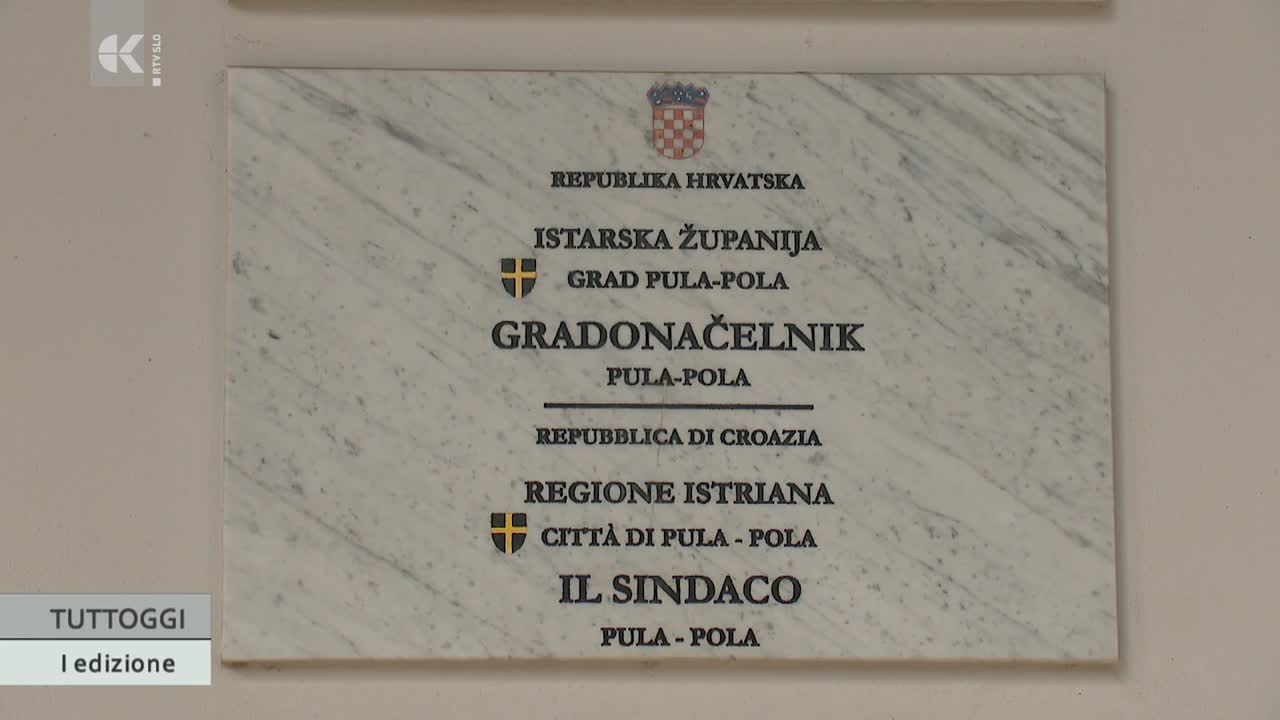 RTV SLO
REPUBLIKA HRVATSKA
ISTARSKA ŽUPANIJA
GRAD PULA-POLA
GRADONAČELNIK
PULA-POLA
REPUBBLICA DI CROAZIA
REGIONE ISTRIANA
CITTÀ DI PULA - POLA
IL SINDACO
PULA - POLA
TUTTOGGI
I edizione